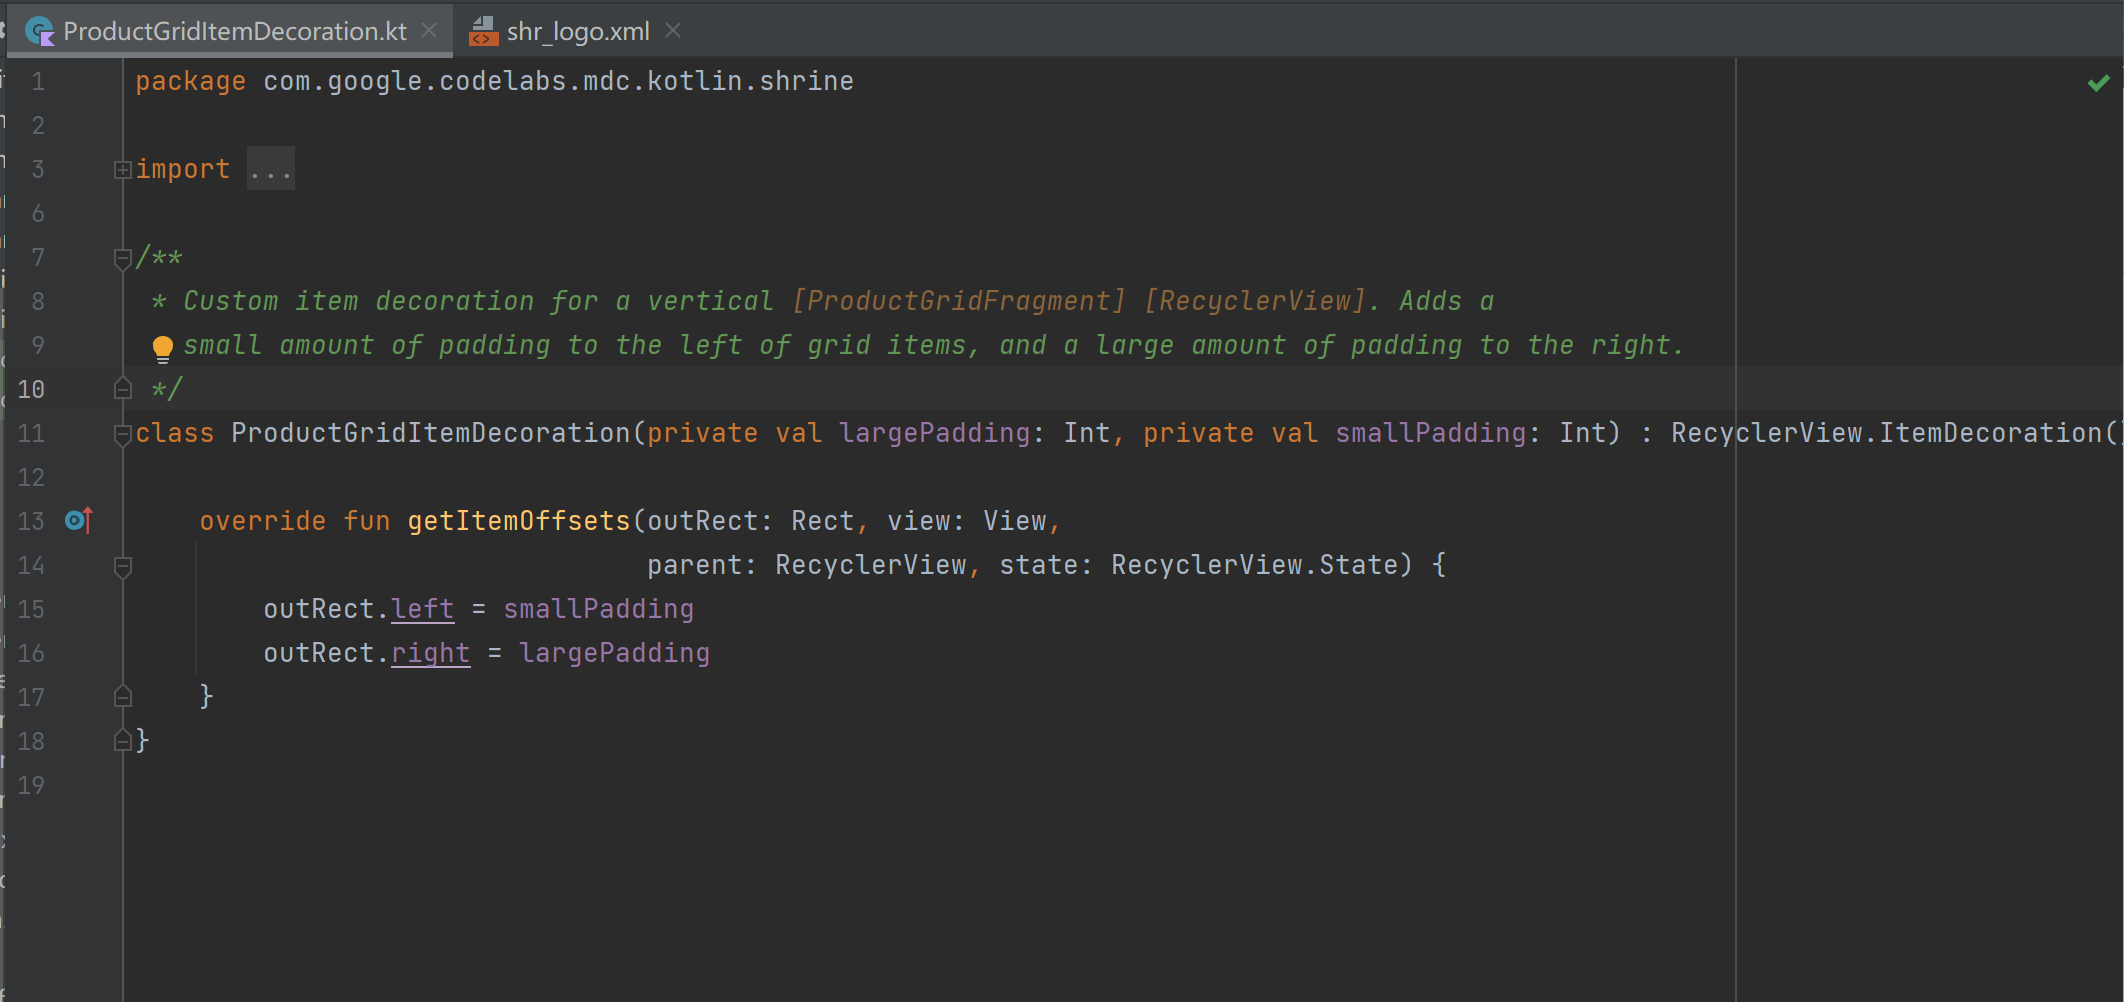 ProductGridItemDecoration.kt
shr_logo.xml
1 package com.google.codelabs.mdc.kotlin.shrine
2
3 import ...
6
7 /**
8 * Custom item decoration for a vertical [ProductGridFragment] [RecyclerView]. Adds a
9 small amount of padding to the left of grid items, and a large amount of padding to the right.
10 */
11 class ProductGridItemDecoration(private val largePadding: Int, private val smallPadding: Int) : RecyclerView.ItemDecoration(
12
13 override fun getItemOffsets(outRect: Rect, view: View,
14 parent: RecyclerView, state: RecyclerView.State) {
15 outRect.left = smallPadding
16 outRect.right = largePadding
17 }
18 }
19